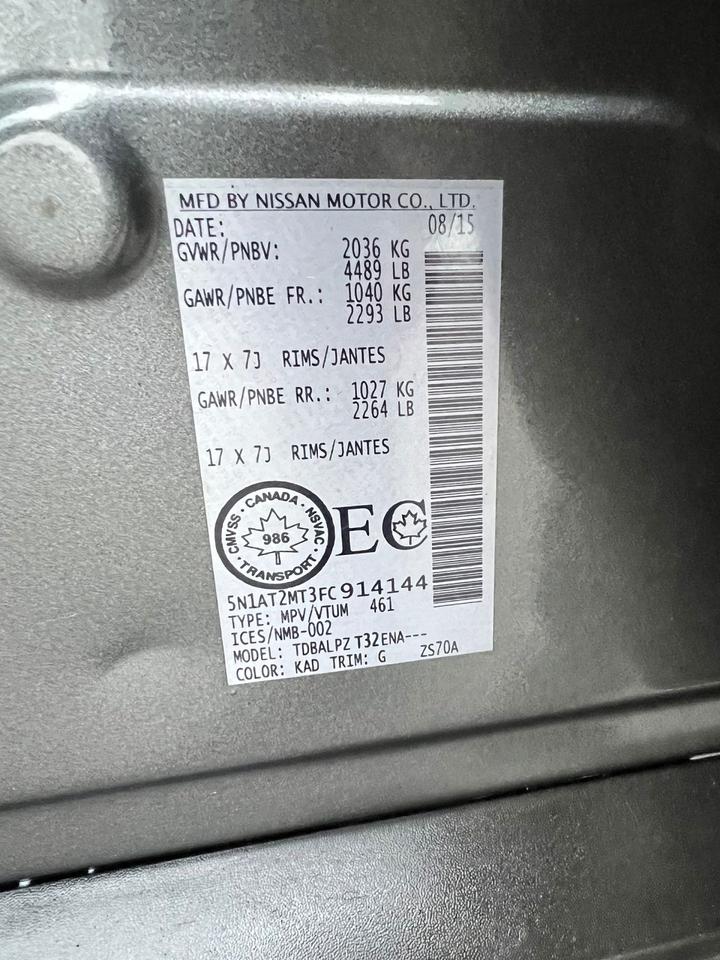 MFD BY NISSAN MOTOR CO., LTD.
DATE: 08/15
GVWR/PNBV: 2036 KG
4489 LB
GAWR/PNBE FR.: 1040 KG
2293 LB
17 X 7J RIMS/JANTES
GAWR/PNBE RR.: 1027 KG
2264 LB
17 X 7J RIMS/JANTES
CANADA · NSVAC · TRANSPORT · CMVSS ·
986
EC
5N1AT2MT3FC914144
TYPE: MPV/VTUM 461
ICES/NMB-002
MODEL: TDBALPZ T32ENA---
COLOR: KAD TRIM: G ZS70A